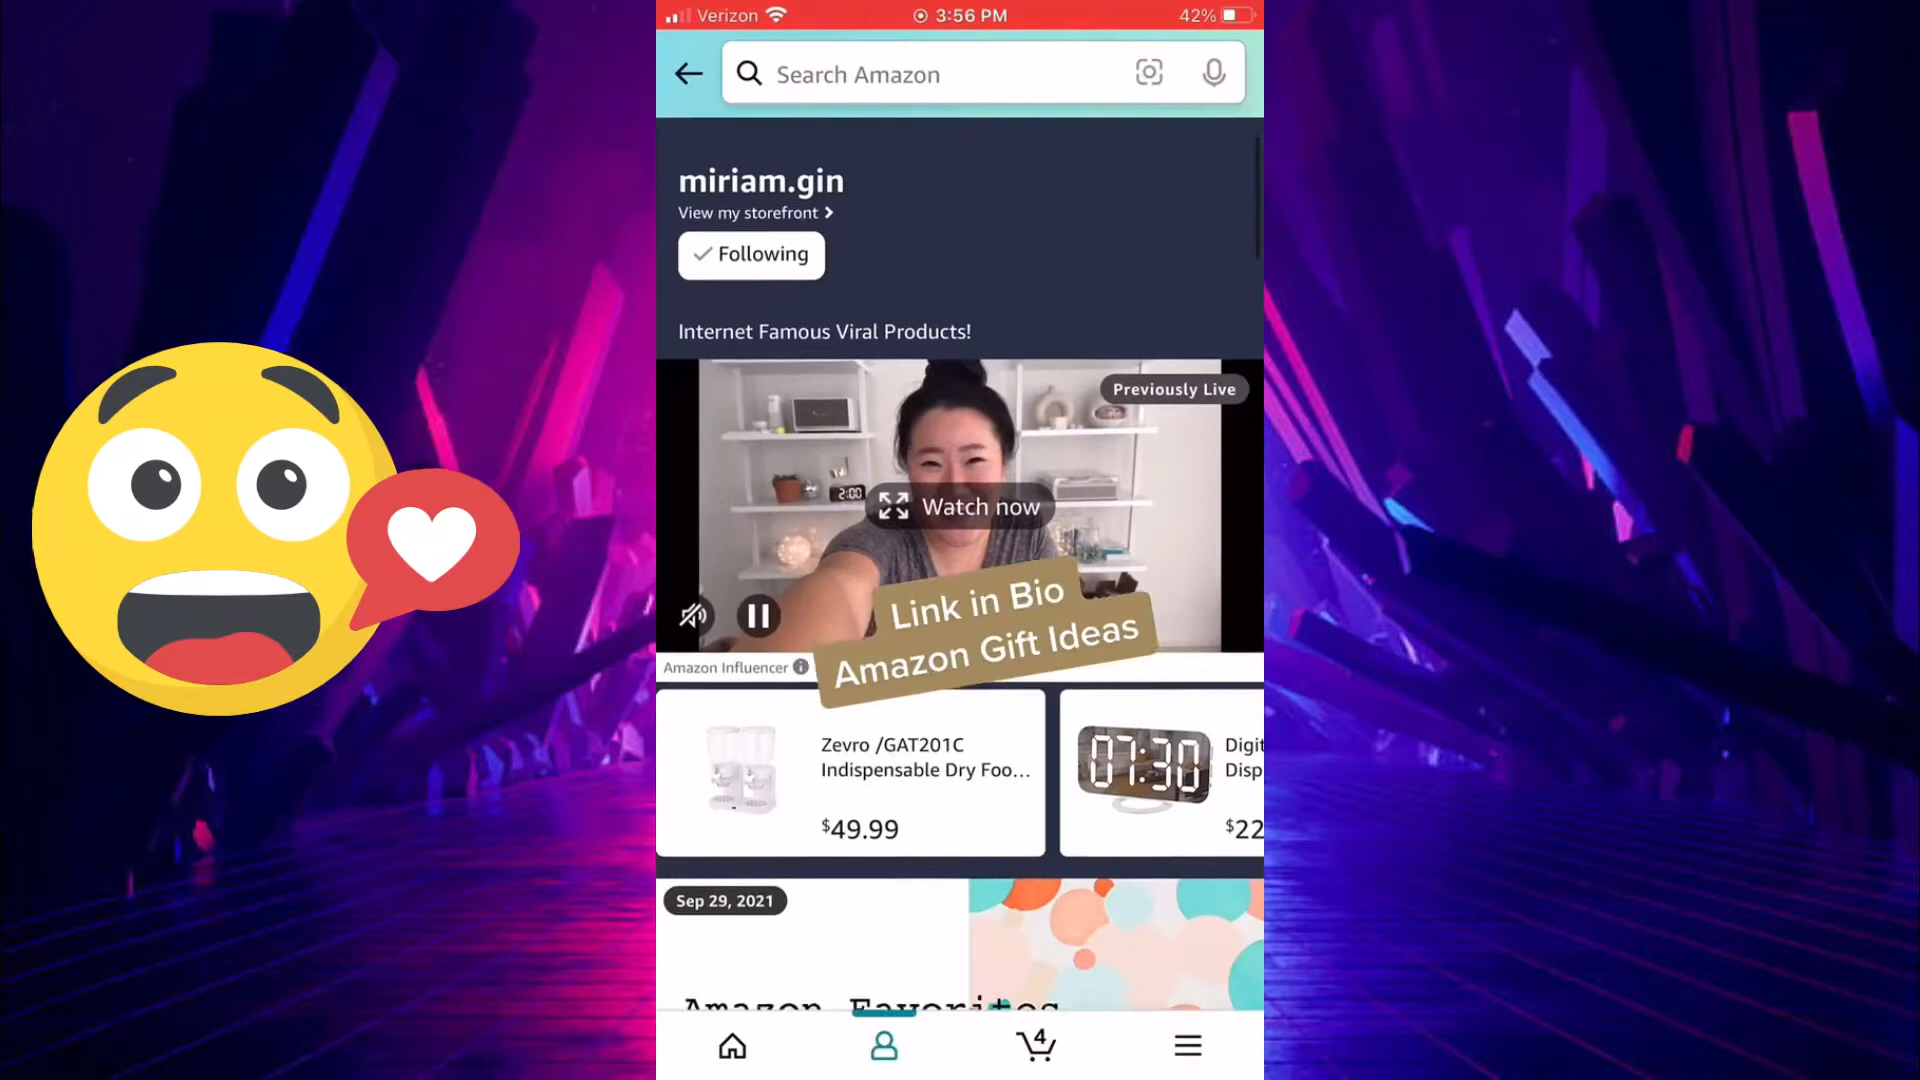 Verizon
3:56 PM
42%
Search Amazon
miriam.gin
View my storefront
Following
Internet Famous Viral Products!
Previously Live
2:00
Watch now
Link in Bio
Amazon Gift Ideas
Amazon Influencer
Zevro /GAT201C
Indispensable Dry Foo...
$49.99
07:30
Digit
Disp
$22
Sep 29, 2021
Amazon Favorites
4